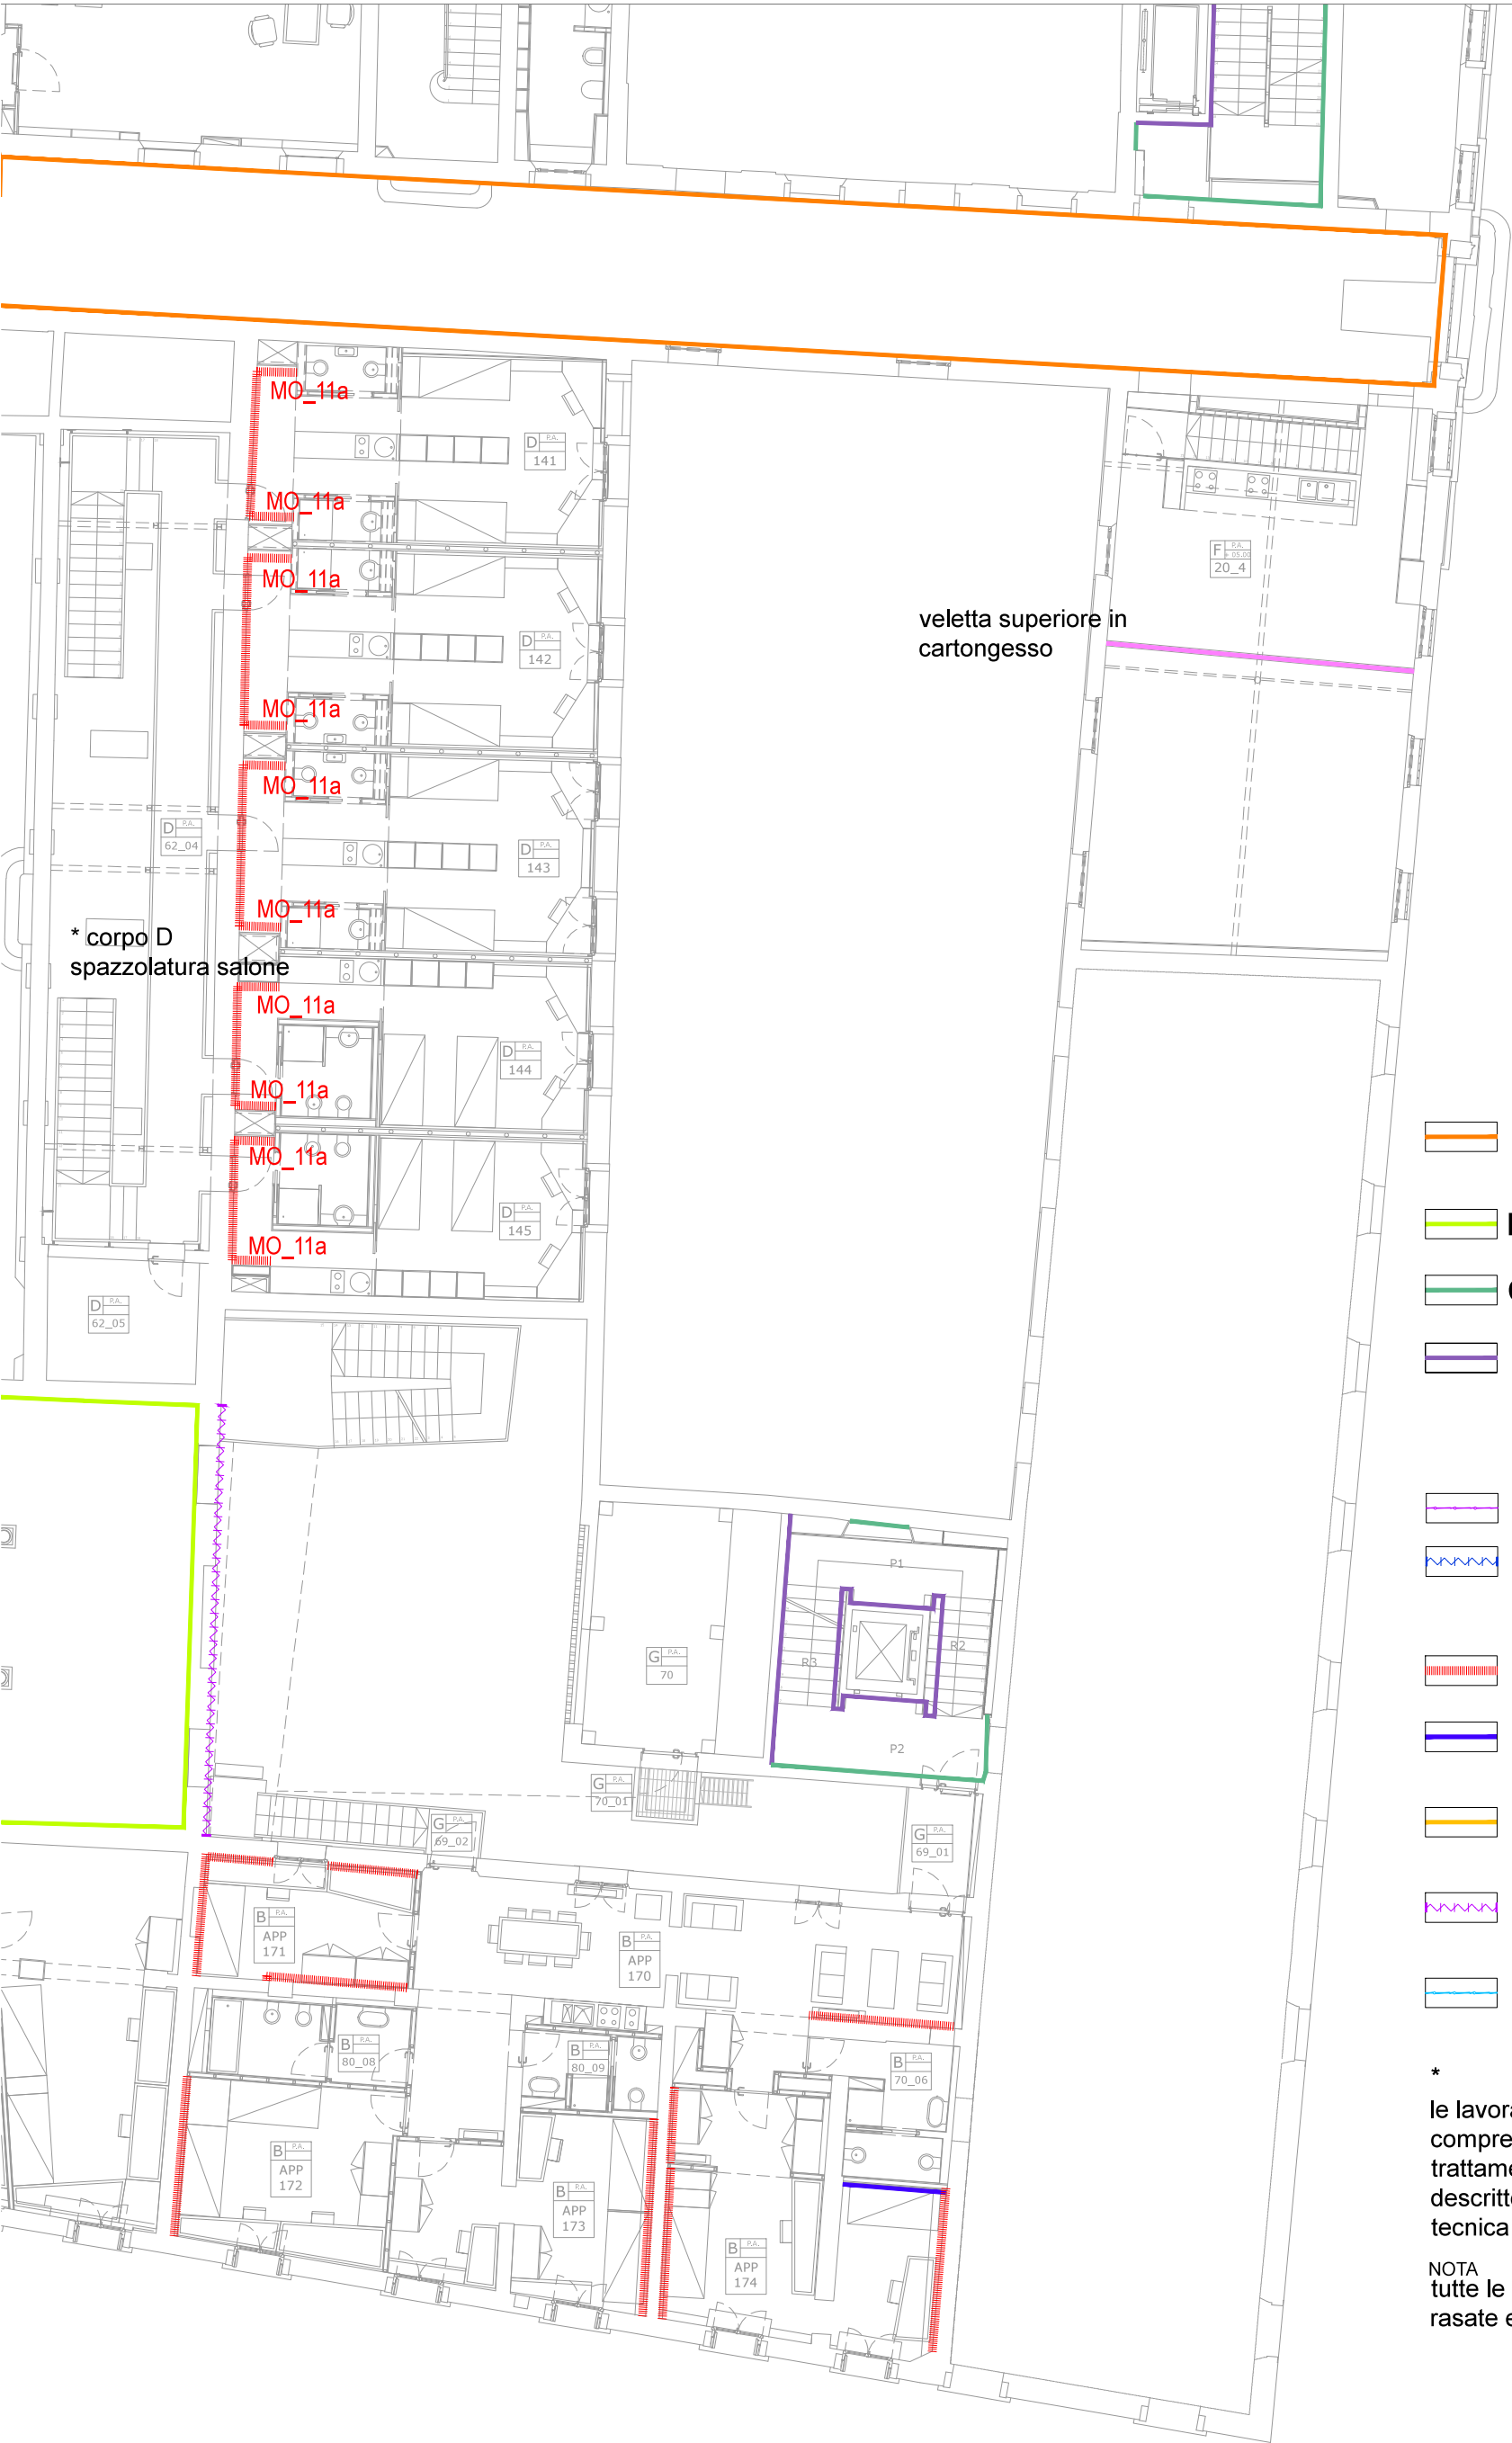 MO_11a
D P.A.
141
MO_11a
MO_11a
F P.A.
+ 05.00
20_4
veletta superiore in
cartongesso
D P.A.
142
MO_11a
MO_11a
D P.A.
62_04
D P.A.
143
MO_11a
* corpo D
spazzolatura salone
MO_11a
D P.A.
144
MO_11a
MO_11a
D P.A.
145
MO_11a
D P.A.
62_05
P1
R2
R3
G P.A.
70
P2
G P.A.
70_01
G P.A.
69_02
G P.A.
69_01
B P.A.
APP
171
B P.A.
APP
170
B P.A.
80_08
B P.A.
80_09
B P.A.
70_06
B P.A.
APP
172
B P.A.
APP
173
B P.A.
APP
174
*
le lavora
compre
trattame
descritt
tecnica
NOTA
tutte le
rasate e